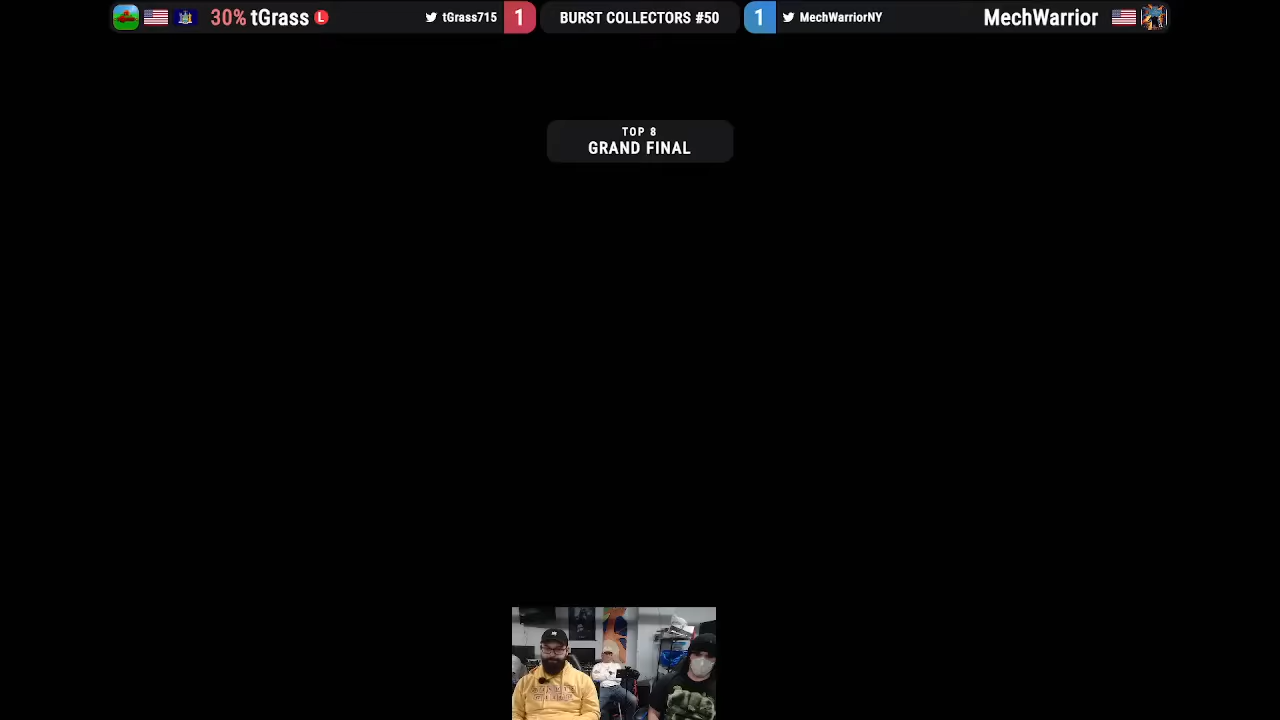 30% tGrass L
tGrass715
1
BURST COLLECTORS #50
1
MechWarriorNY
MechWarrior
TOP 8
GRAND FINAL